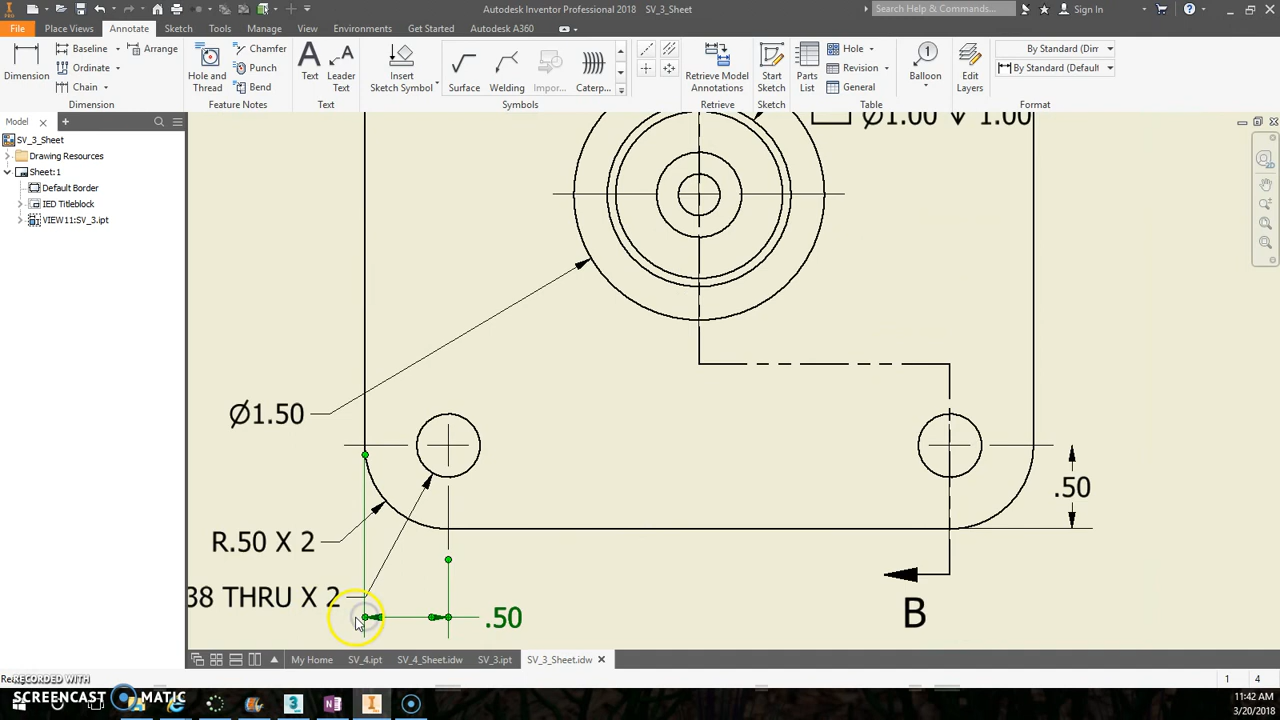 Autodesk Inventor Professional 2018 SV_3_Sheet
Search Help & Commands...
Sign In
File Place Views Annotate Sketch Tools Manage View Environments Get Started Autodesk A360
Dimension
Baseline
Ordinate
Chain
Arrange
Dimension
Hole and Thread
Chamfer
Punch
Bend
Feature Notes
Text
Leader Text
Text
Insert Sketch Symbol
Surface
Welding
Impor...
Caterp...
Symbols
Retrieve Model Annotations
Retrieve
Start Sketch
Sketch
Parts List
Hole
Revision
General
Table
1
Balloon
Edit Layers
By Standard (Dim
By Standard (Default
Format
Model
SV_3_Sheet
Drawing Resources
Sheet:1
Default Border
IED Titleblock
VIEW11:SV_3.ipt
Ø1.00 ↧ 1.00
Ø1.50
R.50 X 2
38 THRU X 2
.50
.50
B
My Home SV_4.ipt SV_4_Sheet.idw SV_3.ipt SV_3_Sheet.idw
1 4
RECORDED WITH
SCREENCAST MATIC
11:42 AM
3/20/2018